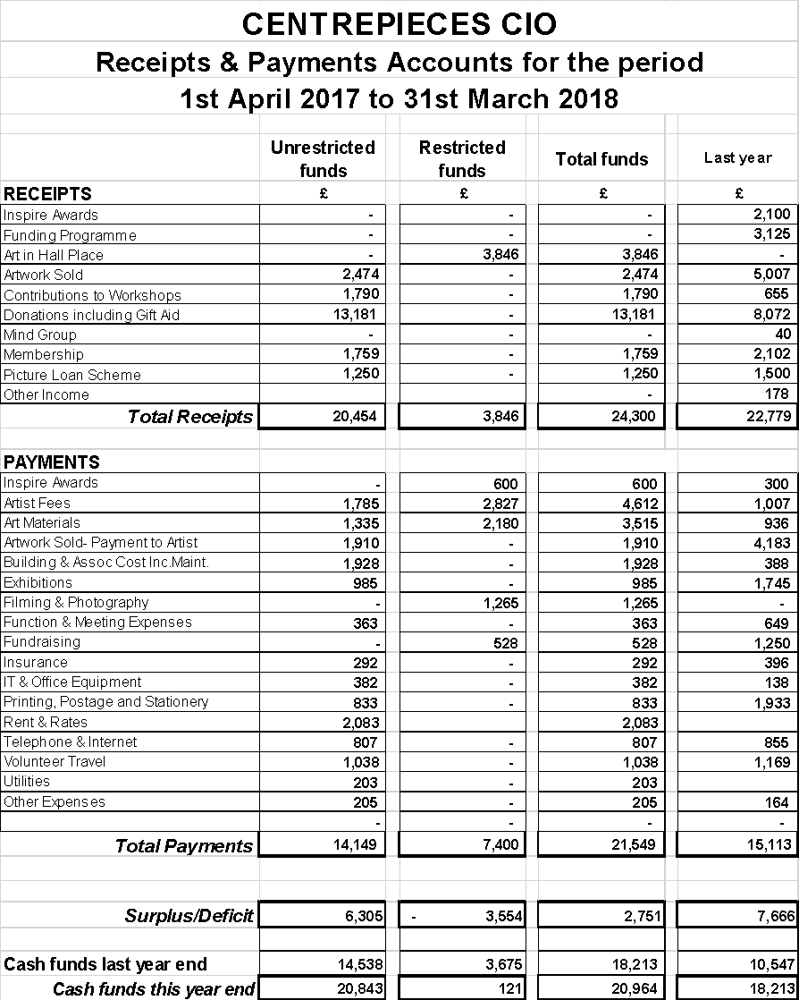 CENTREPIECES CIO
Receipts & Payments Accounts for the period
1st April 2017 to 31st March 2018
Unrestricted funds Restricted funds Total funds Last year
RECEIPTS £ £ £ £
Inspire Awards - - - 2,100
Funding Programme - - - 3,125
Art in Hall Place - 3,846 3,846 -
Artwork Sold 2,474 - 2,474 5,007
Contributions to Workshops 1,790 - 1,790 655
Donations including Gift Aid 13,181 - 13,181 8,072
Mind Group - - - 40
Membership 1,759 - 1,759 2,102
Picture Loan Scheme 1,250 - 1,250 1,500
Other Income - 178
Total Receipts 20,454 3,846 24,300 22,779
PAYMENTS
Inspire Awards - 600 600 300
Artist Fees 1,785 2,827 4,612 1,007
Art Materials 1,335 2,180 3,515 936
Artwork Sold- Payment to Artist 1,910 - 1,910 4,183
Building & Assoc Cost Inc.Maint. 1,928 - 1,928 388
Exhibitions 985 - 985 1,745
Filming & Photography - 1,265 1,265 -
Function & Meeting Expenses 363 - 363 649
Fundraising - 528 528 1,250
Insurance 292 - 292 396
IT & Office Equipment 382 - 382 138
Printing, Postage and Stationery 833 - 833 1,933
Rent & Rates 2,083 2,083
Telephone & Internet 807 - 807 855
Volunteer Travel 1,038 - 1,038 1,169
Utilities 203 - 203
Other Expenses 205 - 205 164
- - - -
Total Payments 14,149 7,400 21,549 15,113
Surplus/Deficit 6,305 - 3,554 2,751 7,666
Cash funds last year end 14,538 3,675 18,213 10,547
Cash funds this year end 20,843 121 20,964 18,213